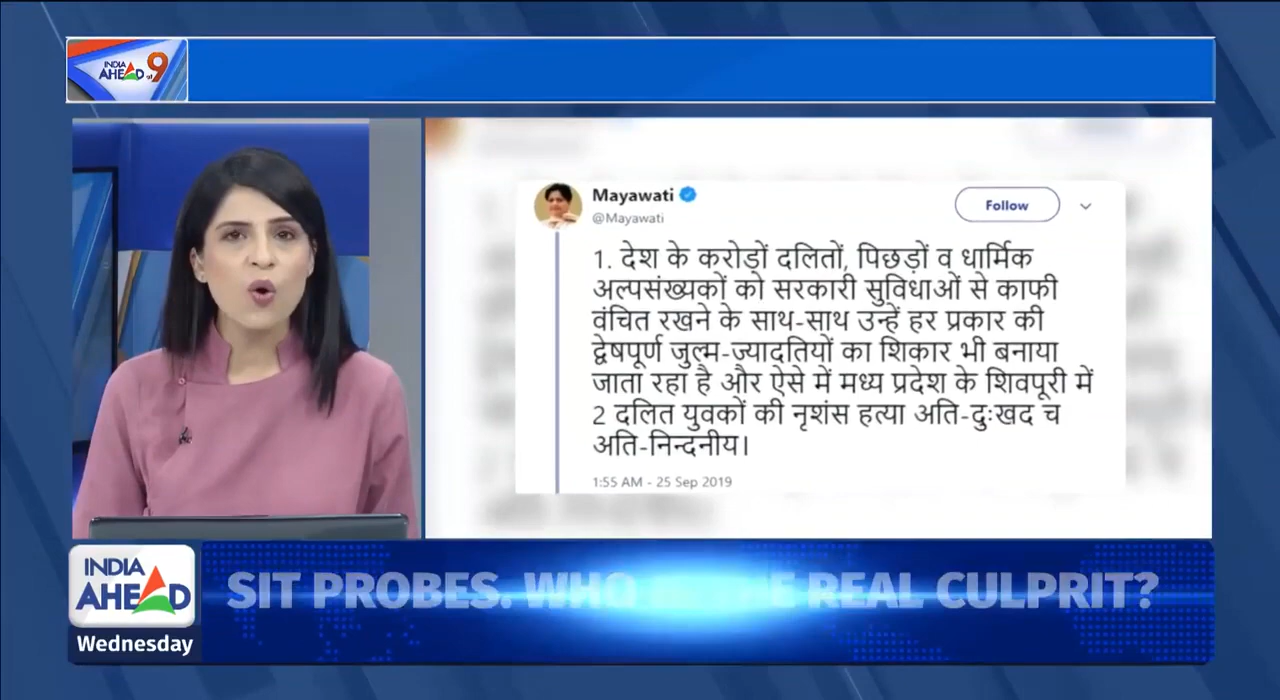 INDIA
AHEAD at 9
Mayawati
@Mayawati
Follow
1. देश के करोड़ों दलितों, पिछड़ों व धार्मिक
अल्पसंख्यकों को सरकारी सुविधाओं से काफी
वंचित रखने के साथ-साथ उन्हें हर प्रकार की
द्वेषपूर्ण जुल्म-ज्यादतियों का शिकार भी बनाया
जाता रहा है और ऐसे में मध्य प्रदेश के शिवपूरी में
2 दलित युवकों की नृशंस हत्या अति-दुःखद च
अति-निन्दनीय।
1:55 AM - 25 Sep 2019
INDIA
AHEAD
Wednesday
SIT PROBES. WHO REAL CULPRIT?